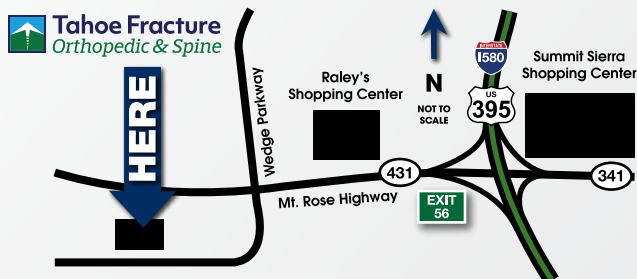 Tahoe Fracture
Orthopedic & Spine
HERE
Wedge Parkway
Raley's
Shopping Center
N
NOT TO
SCALE
INTERSTATE
I580
US
395
Summit Sierra
Shopping Center
431
341
Mt. Rose Highway
EXIT
56